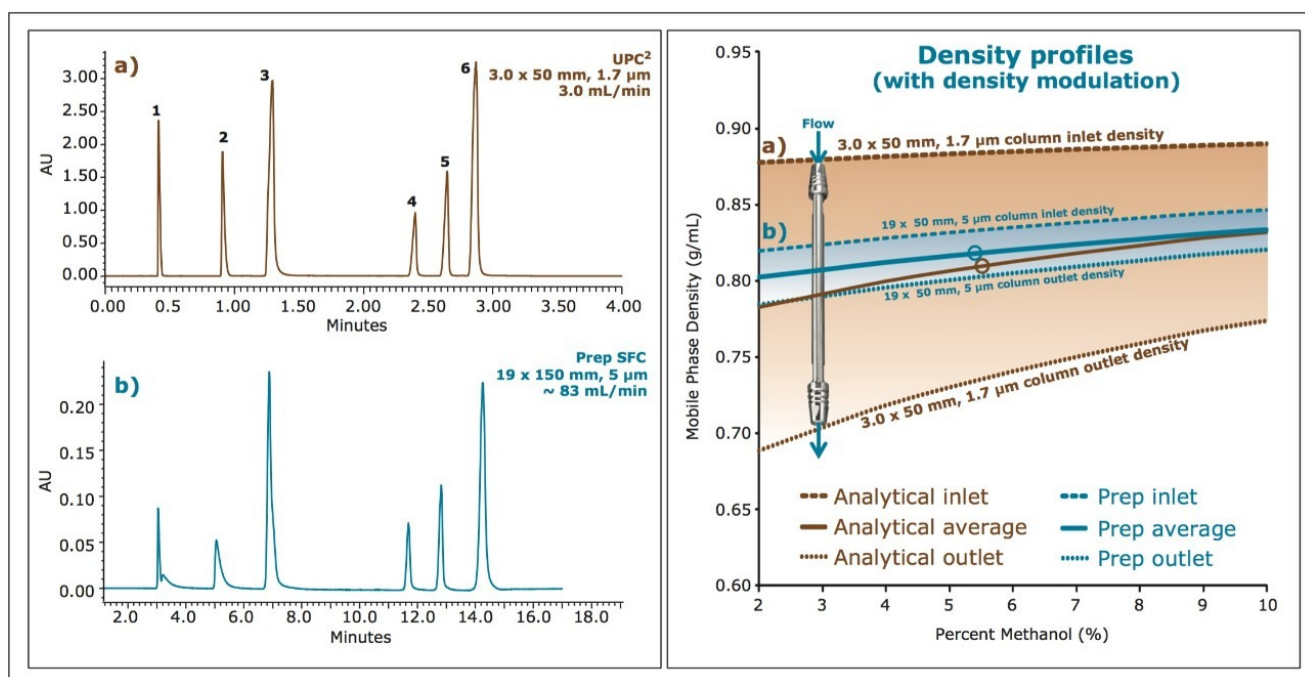 a)
UPC²
3.0 x 50 mm, 1.7 µm
3.0 mL/min
1
2
3
4
5
6
AU
3.00
2.50
2.00
1.50
1.00
0.50
0.00
0.0 0.5 1.00 1.50 2.00 2.50 3.00 3.50 4.00
Minutes
b)
Prep SFC
19 x 150 mm, 5 µm
~ 83 mL/min
AU
0.20
0.15
0.10
0.05
0.00
2.0 4.0 6.0 8.0 10.0 12.0 14.0 16.0 18.0
Minutes
Density profiles
(with density modulation)
Mobile Phase Density (g/mL)
0.95
0.90
0.85
0.80
0.75
0.70
0.65
0.60
Flow
a)
3.0 x 50 mm, 1.7 µm column inlet density
b)
19 x 50 mm, 5 µm column inlet density
19 x 50 mm, 5 µm column outlet density
3.0 x 50 mm, 1.7 µm column outlet density
Analytical inlet
Analytical average
Analytical outlet
Prep inlet
Prep average
Prep outlet
2 3 4 5 6 7 8 9 10
Percent Methanol (%)